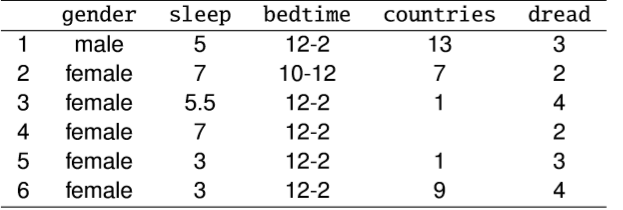 gender sleep bedtime countries dread
1 male 5 12-2 13 3
2 female 7 10-12 7 2
3 female 5.5 12-2 1 4
4 female 7 12-2 2
5 female 3 12-2 1 3
6 female 3 12-2 9 4